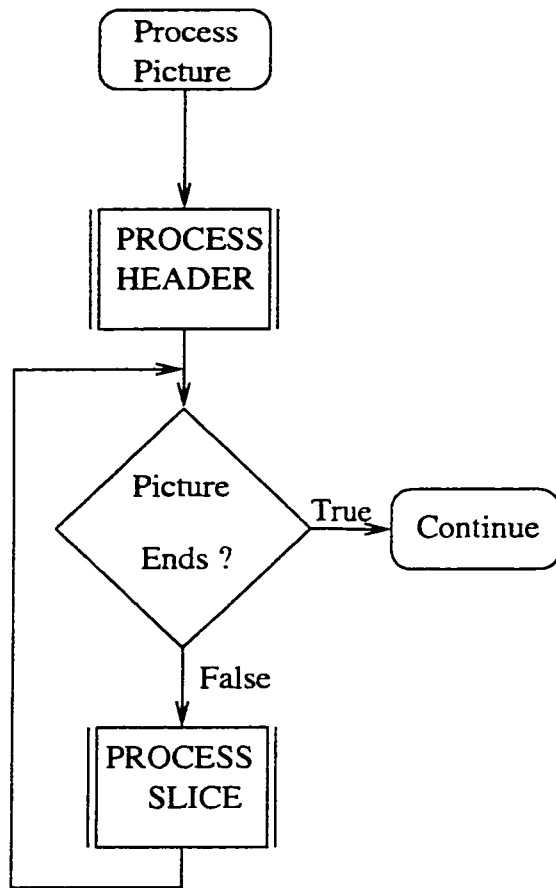 Process
Picture
PROCESS
HEADER
Picture
Ends ?
True
Continue
False
PROCESS
SLICE